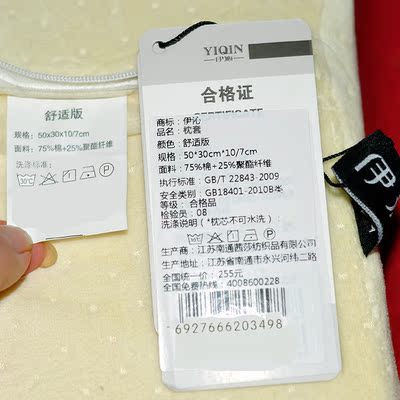 YIQIN
伊沁
合格证
CERTIFICATE
商标：伊沁
品名：枕套
颜色：舒适版
规格：50*30cm*10/7cm
面料：75%棉+25%聚酯纤维
执行标准：GB/T 22843-2009
安全类别：GB18401-2010B类
等级：合格品
检验员：08
洗涤说明（*枕芯不可水洗）
生产商：江苏南通茜莎纺织品有限公司
地址：江苏省南通市永兴河纬二路
全国统一价：255元
全国免费热线：4008600228
6927666203498
舒适版
规格：50x30x10/7cm
面料：75%棉+25%聚酯纤维
洗涤标示：
伊